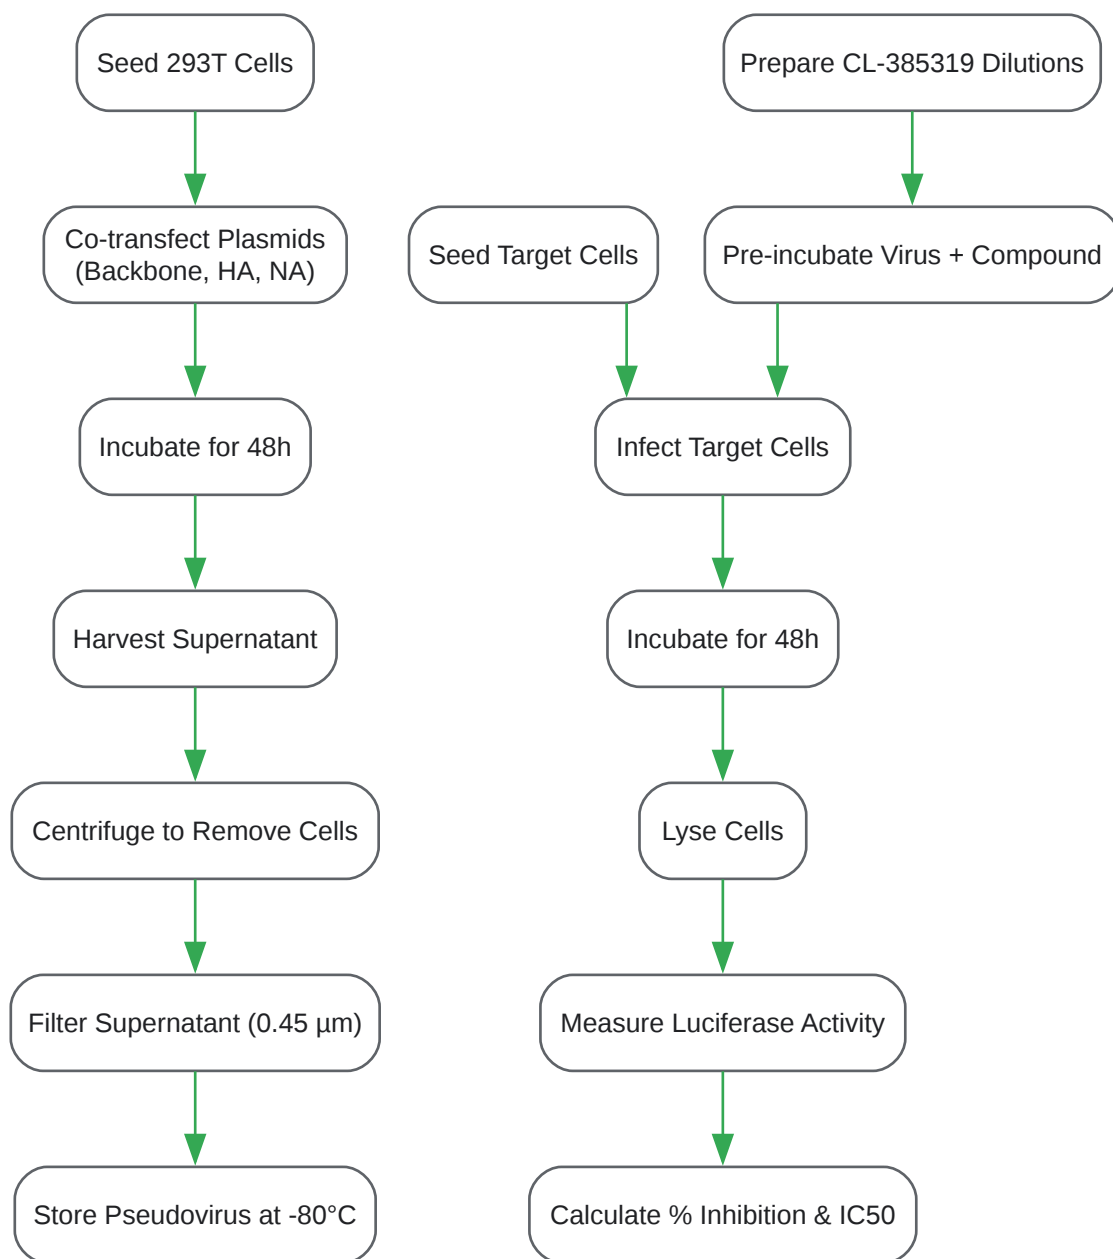 Seed 293T Cells
Co-transfect Plasmids
(Backbone, HA, NA)
Incubate for 48h
Harvest Supernatant
Centrifuge to Remove Cells
Filter Supernatant (0.45 µm)
Store Pseudovirus at -80°C
Prepare CL-385319 Dilutions
Seed Target Cells
Pre-incubate Virus + Compound
Infect Target Cells
Incubate for 48h
Lyse Cells
Measure Luciferase Activity
Calculate % Inhibition & IC50